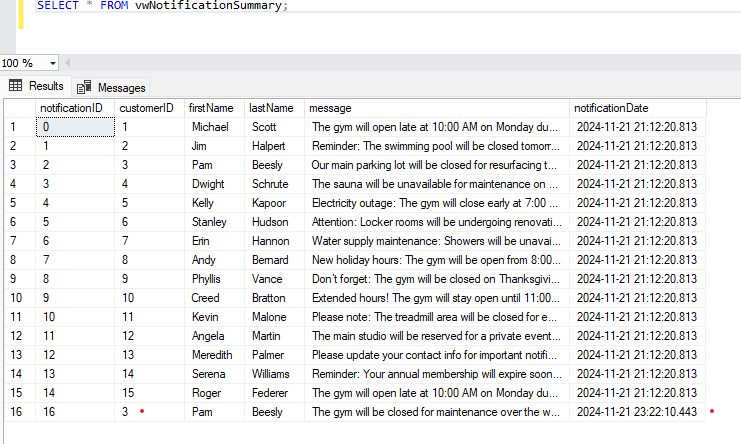 SELECT * FROM vwNotificationSummary;
100 %
Results Messages
notificationID customerID firstName lastName message notificationDate
1 0 1 Michael Scott The gym will open late at 10:00 AM on Monday du... 2024-11-21 21:12:20.813
2 1 2 Jim Halpert Reminder: The swimming pool will be closed tomorr... 2024-11-21 21:12:20.813
3 2 3 Pam Beesly Our main parking lot will be closed for resurfacing t... 2024-11-21 21:12:20.813
4 3 4 Dwight Schrute The sauna will be unavailable for maintenance on ... 2024-11-21 21:12:20.813
5 4 5 Kelly Kapoor Electricity outage: The gym will close early at 7:00 ... 2024-11-21 21:12:20.813
6 5 6 Stanley Hudson Attention: Locker rooms will be undergoing renovati... 2024-11-21 21:12:20.813
7 6 7 Erin Hannon Water supply maintenance: Showers will be unavai... 2024-11-21 21:12:20.813
8 7 8 Andy Bernard New holiday hours: The gym will be open from 8:00... 2024-11-21 21:12:20.813
9 8 9 Phyllis Vance Don't forget: The gym will be closed on Thanksgivi... 2024-11-21 21:12:20.813
10 9 10 Creed Bratton Extended hours! The gym will stay open until 11:00... 2024-11-21 21:12:20.813
11 10 11 Kevin Malone Please note: The treadmill area will be closed for e... 2024-11-21 21:12:20.813
12 11 12 Angela Martin The main studio will be reserved for a private event... 2024-11-21 21:12:20.813
13 12 13 Meredith Palmer Please update your contact info for important notifi... 2024-11-21 21:12:20.813
14 13 14 Serena Williams Reminder: Your annual membership will expire soon... 2024-11-21 21:12:20.813
15 14 15 Roger Federer The gym will open late at 10:00 AM on Monday du... 2024-11-21 21:12:20.813
16 16 3 Pam Beesly The gym will be closed for maintenance over the w... 2024-11-21 23:22:10.443